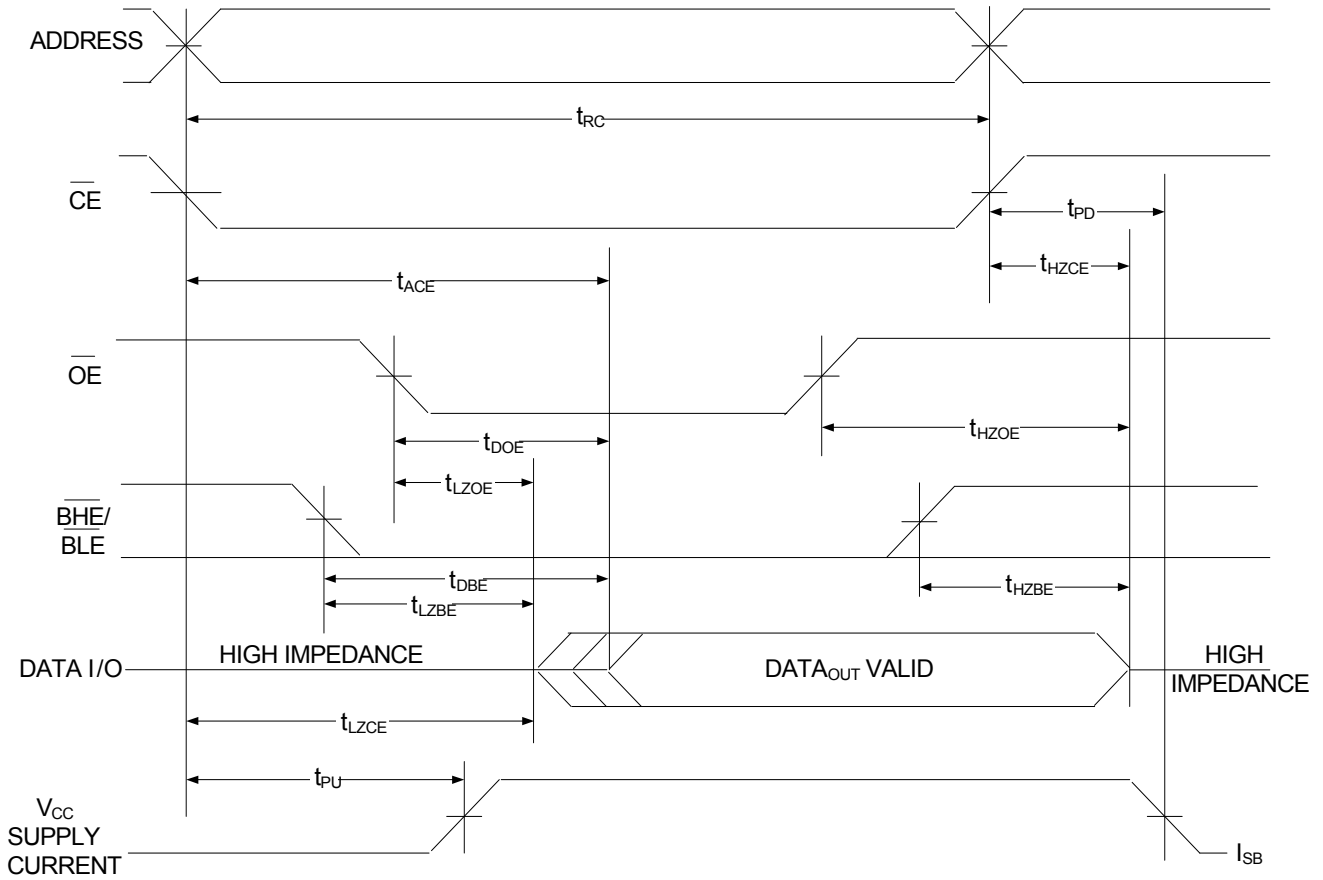 ADDRESS
tRC
CE
tPD
tHZCE
tACE
OE
tHZOE
tDOE
tLZOE
BHE/
BLE
tDBE
tHZBE
tLZBE
DATA I/O
HIGH IMPEDANCE
DATAOUT VALID
HIGH
IMPEDANCE
tLZCE
tPU
VCC
SUPPLY
CURRENT
ISB